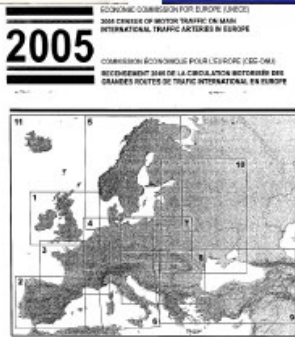 ECONOMIC COMMISSION FOR EUROPE (UNECE)
2005 CENSUS OF MOTOR TRAFFIC ON MAIN
INTERNATIONAL TRAFFIC ARTERIES IN EUROPE
2005
COMMISSION ÉCONOMIQUE POUR L'EUROPE (CEE-ONU)
RECENSEMENT 2005 DE LA CIRCULATION MOTORISÉE DES
GRANDES ROUTES DE TRAFIC INTERNATIONAL EN EUROPE
11 5
10
1
4 7
3
8
2
6 9